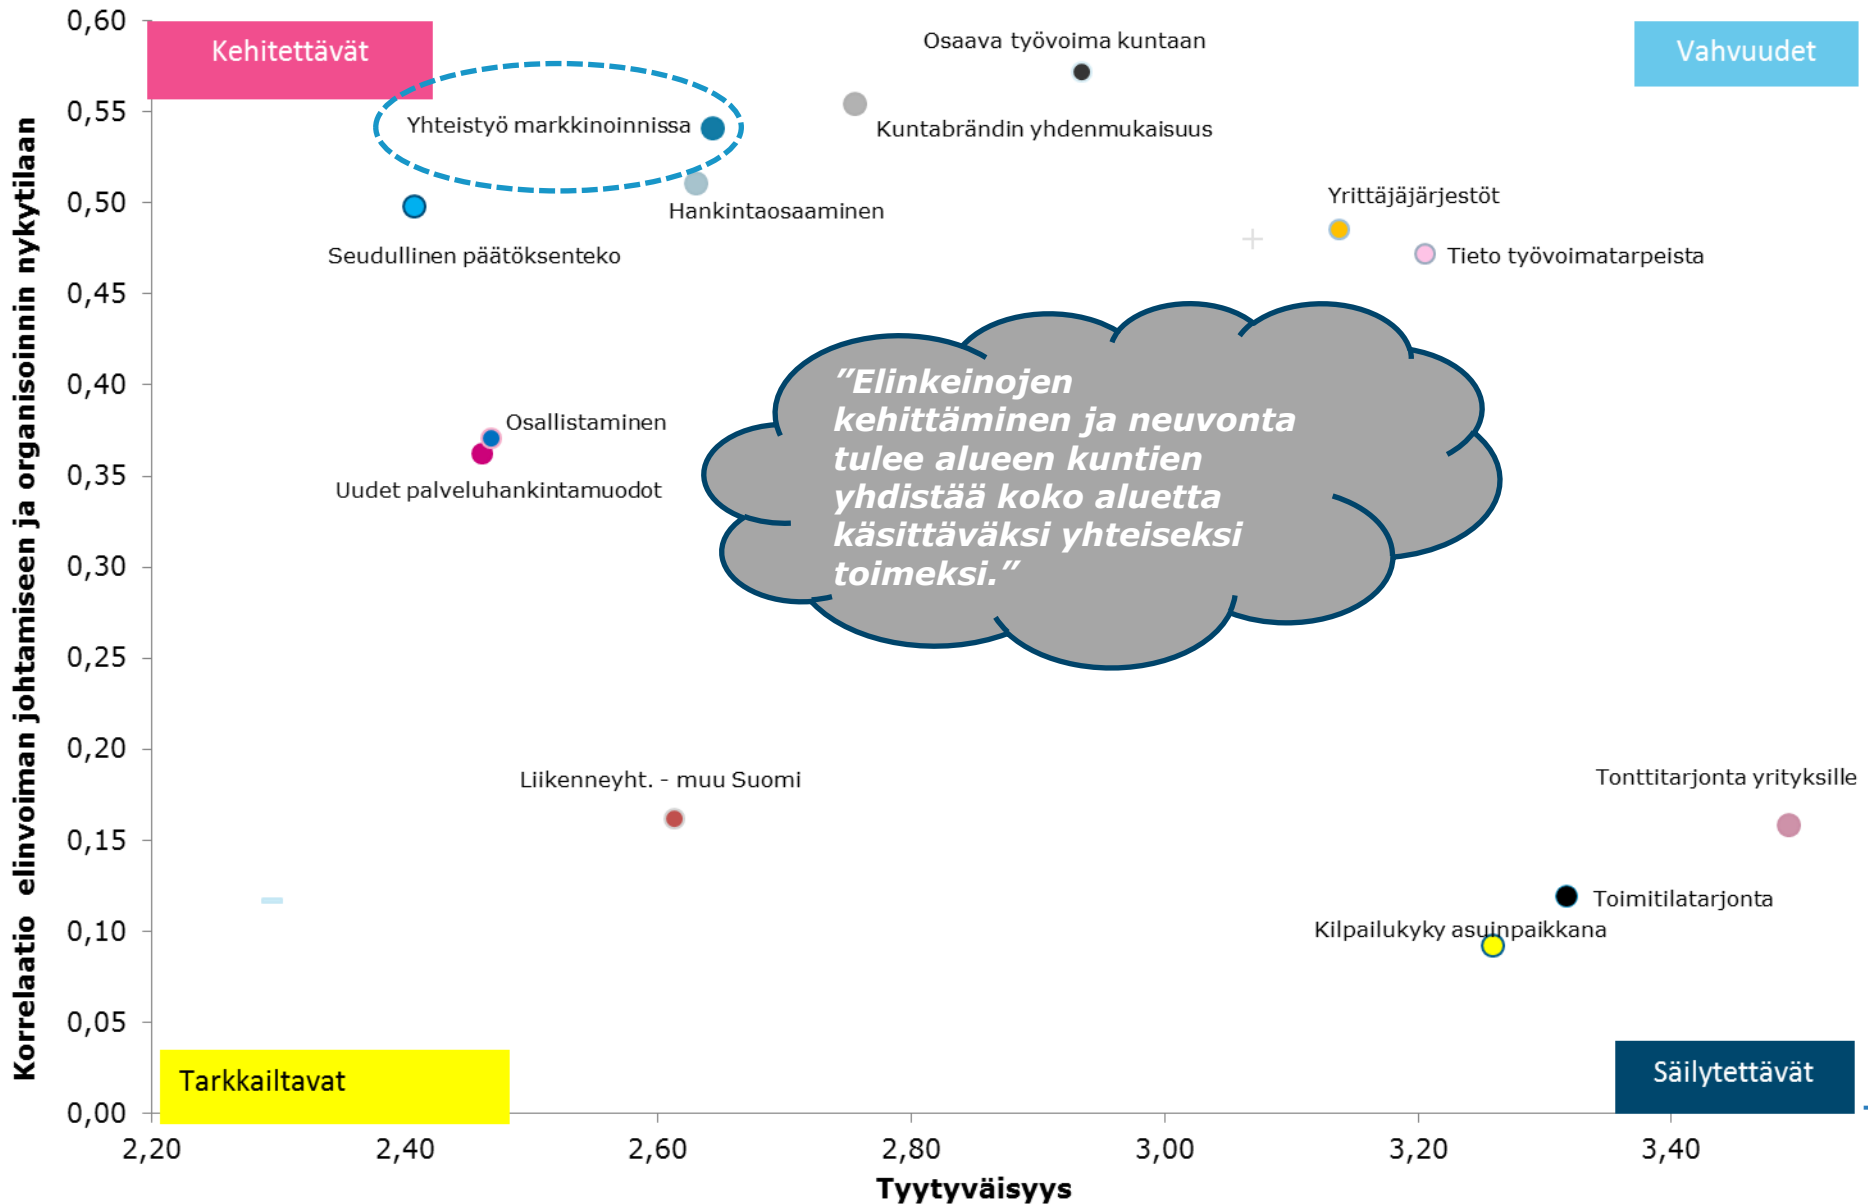 Korrelaatio elinvoiman johtamiseen ja organisoinnin nykytilaan
0,60
0,55
0,50
0,45
0,40
0,35
0,30
0,25
0,20
0,15
0,10
0,05
0,00
Kehitettävät
Vahvuudet
Osaava työvoima kuntaan
Yhteistyö markkinoinnissa
Kuntabrändin yhdenmukaisuus
Hankintaosaaminen
Yrittäjäjärjestöt
Seudullinen päätöksenteko
Tieto työvoimatarpeista
”Elinkeinojen
kehittäminen ja neuvonta
tulee alueen kuntien
yhdistää koko aluetta
käsittäväksi yhteiseksi
toimeksi.”
Osallistaminen
Uudet palveluhankintamuodot
Liikenneyht. - muu Suomi
Tonttitarjonta yrityksille
Toimitilatarjonta
Kilpailukyky asuinpaikkana
Tarkkailtavat
Säilytettävät
2,20 2,40 2,60 2,80 3,00 3,20 3,40
Tyytyväisyys